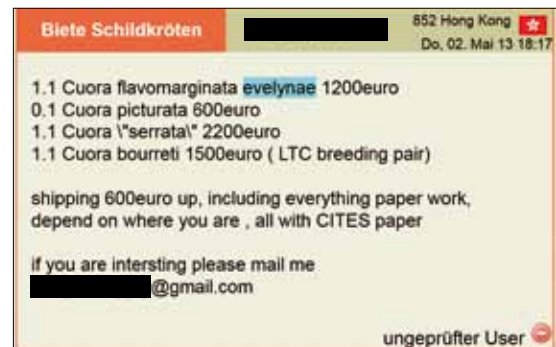 Biete Schildkröten
852 Hong Kong
Do, 02. Mai 13 18:17
1.1 Cuora flavomarginata evelynae 1200euro
0.1 Cuora picturata 600euro
1.1 Cuora \"serrata\" 2200euro
1.1 Cuora bourreti 1500euro ( LTC breeding pair)
shipping 600euro up, including everything paper work,
depend on where you are , all with CITES paper
if you are intersting please mail me
@gmail.com
ungeprüfter User